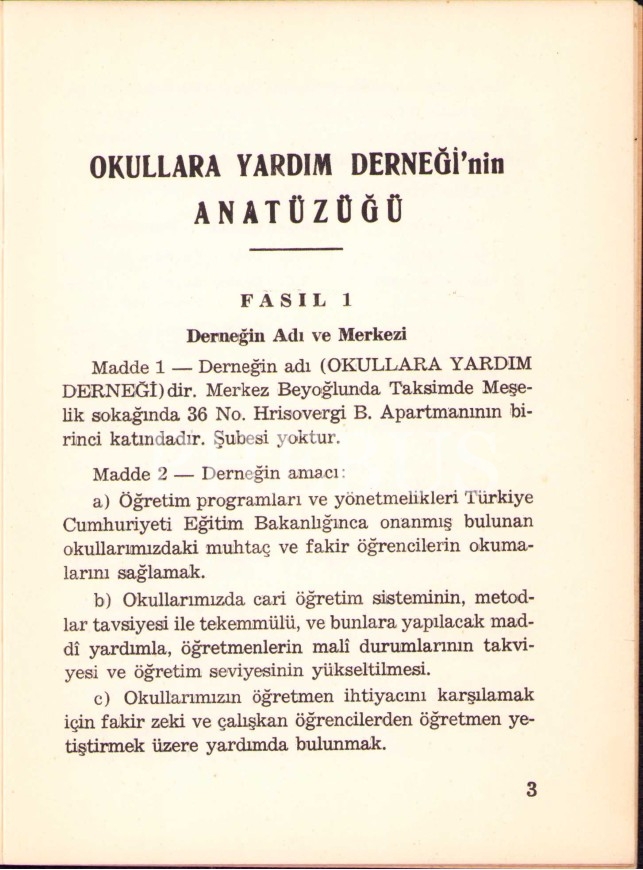 OKULLARA YARDIM DERNEĞİ'nin
ANATÜZÜĞÜ
FASIL 1
Derneğin Adı ve Merkezi
Madde 1 — Derneğin adı (OKULLARA YARDIM
DERNEĞİ) dir. Merkez Beyoğlunda Taksimde Meşe-
lik sokağında 36 No. Hrisovergi B. Apartmanının bi-
rinci katındadır. Şubesi yoktur.
Madde 2 — Derneğin amacı:
a) Öğretim programları ve yönetmelikleri Türkiye
Cumhuriyeti Eğitim Bakanlığınca onanmış bulunan
okullarımızdaki muhtaç ve fakir öğrencilerin okuma-
larını sağlamak.
b) Okullarımızda cari öğretim sisteminin, metod-
lar tavsiyesi ile tekemmülü, ve bunlara yapılacak mad-
dî yardımla, öğretmenlerin malî durumlarının takvi-
yesi ve öğretim seviyesinin yükseltilmesi.
c) Okullarımızın öğretmen ihtiyacını karşılamak
için fakir zeki ve çalışkan öğrencilerden öğretmen ye-
tiştirmek üzere yardımda bulunmak.
3